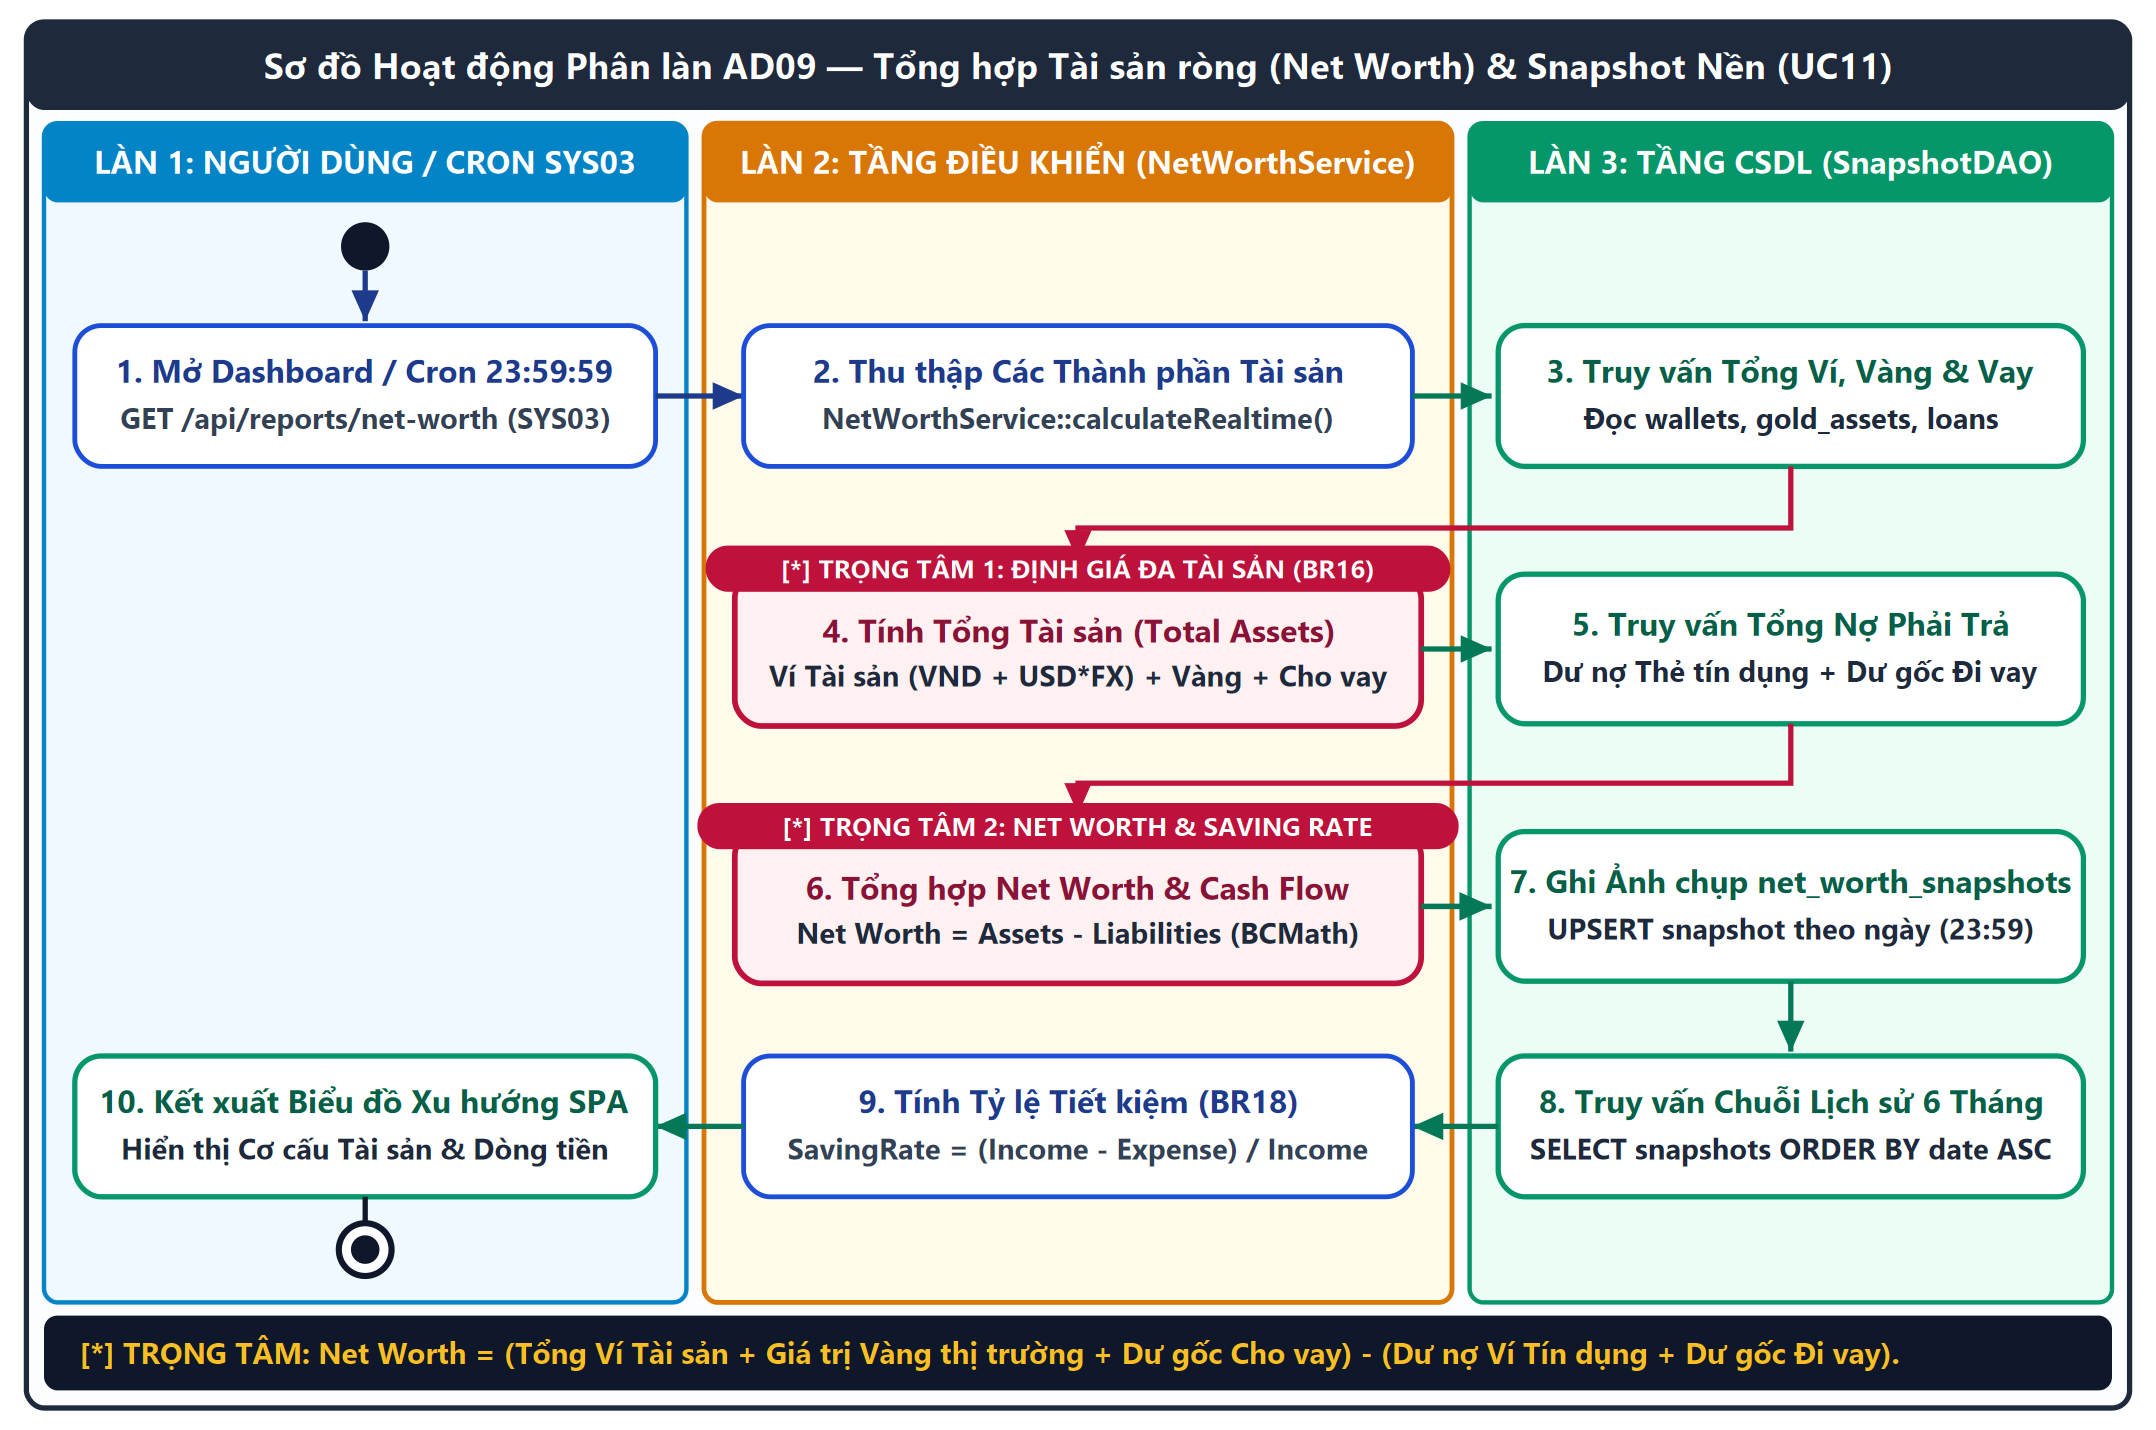 Sơ đồ Hoạt động Phân làn AD09 — Tổng hợp Tài sản ròng (Net Worth) & Snapshot Nền (UC11)
LÀN 1: NGƯỜI DÙNG / CRON SYS03
LÀN 2: TẦNG ĐIỀU KHIỂN (NetWorthService)
LÀN 3: TẦNG CSDL (SnapshotDAO)
1. Mở Dashboard / Cron 23:59:59
GET /api/reports/net-worth (SYS03)
2. Thu thập Các Thành phần Tài sản
NetWorthService::calculateRealtime()
3. Truy vấn Tổng Ví, Vàng & Vay
Đọc wallets, gold_assets, loans
[*] TRỌNG TÂM 1: ĐỊNH GIÁ ĐA TÀI SẢN (BR16)
4. Tính Tổng Tài sản (Total Assets)
Ví Tài sản (VND + USD*FX) + Vàng + Cho vay
5. Truy vấn Tổng Nợ Phải Trả
Dư nợ Thẻ tín dụng + Dư gốc Đi vay
[*] TRỌNG TÂM 2: NET WORTH & SAVING RATE
6. Tổng hợp Net Worth & Cash Flow
Net Worth = Assets - Liabilities (BCMath)
7. Ghi Ảnh chụp net_worth_snapshots
UPSERT snapshot theo ngày (23:59)
8. Truy vấn Chuỗi Lịch sử 6 Tháng
SELECT snapshots ORDER BY date ASC
9. Tính Tỷ lệ Tiết kiệm (BR18)
SavingRate = (Income - Expense) / Income
10. Kết xuất Biểu đồ Xu hướng SPA
Hiển thị Cơ cấu Tài sản & Dòng tiền
[*] TRỌNG TÂM: Net Worth = (Tổng Ví Tài sản + Giá trị Vàng thị trường + Dư gốc Cho vay) - (Dư nợ Ví Tín dụng + Dư gốc Đi vay).